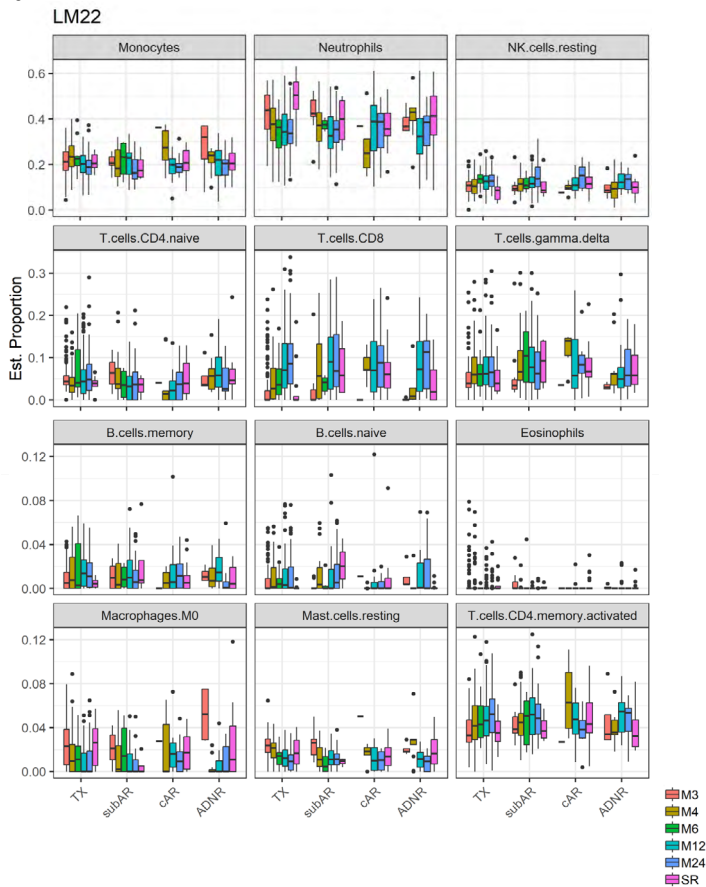 LM22
Monocytes
Neutrophils
NK.cells.resting
0.6
0.4
0.2
0.0
T.cells.CD4.naive
T.cells.CD8
T.cells.gamma.delta
0.3
0.2
0.1
0.0
Est. Proportion
B.cells.memory
B.cells.naive
Eosinophils
0.12
0.08
0.04
0.00
Macrophages.M0
Mast.cells.resting
T.cells.CD4.memory.activated
0.12
0.08
0.04
0.00
TX
subAR
cAR
ADNR
TX
subAR
cAR
ADNR
TX
subAR
cAR
ADNR
M3
M4
M6
M12
M24
SR